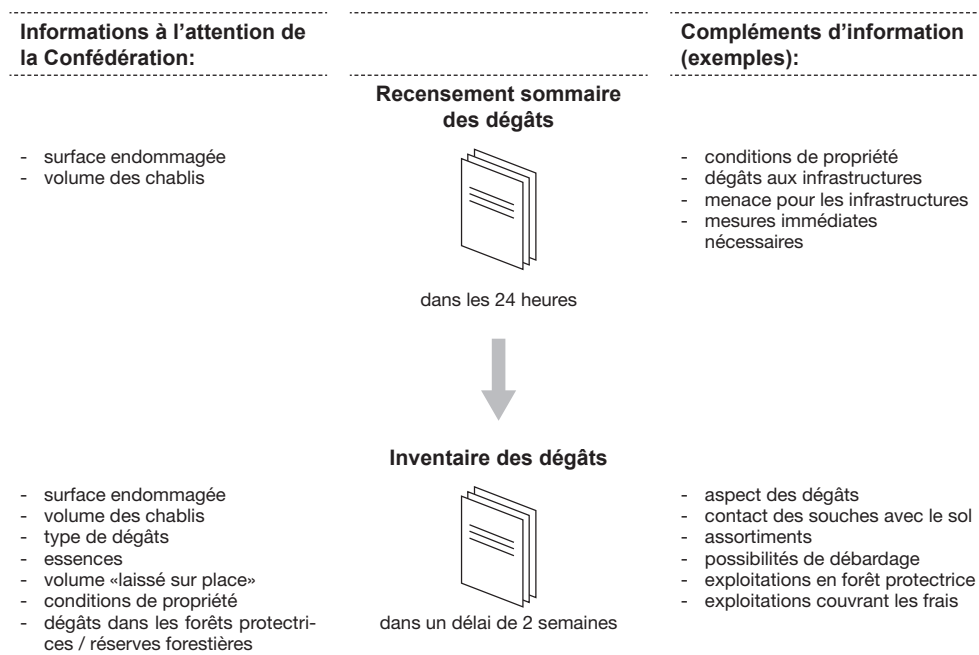 Informations à l'attention de
la Confédération:
Compléments d'information
(exemples):
Recensement sommaire
des dégâts
- surface endommagée
- volume des chablis
dans les 24 heures
- conditions de propriété
- dégâts aux infrastructures
- menace pour les infrastructures
- mesures immédiates
nécessaires
Inventaire des dégâts
- surface endommagée
- volume des chablis
- type de dégâts
- essences
- volume «laissé sur place»
- conditions de propriété
- dégâts dans les forêts protectri-
ces / réserves forestières
dans un délai de 2 semaines
- aspect des dégâts
- contact des souches avec le sol
- assortiments
- possibilités de débardage
- exploitations en forêt protectrice
- exploitations couvrant les frais